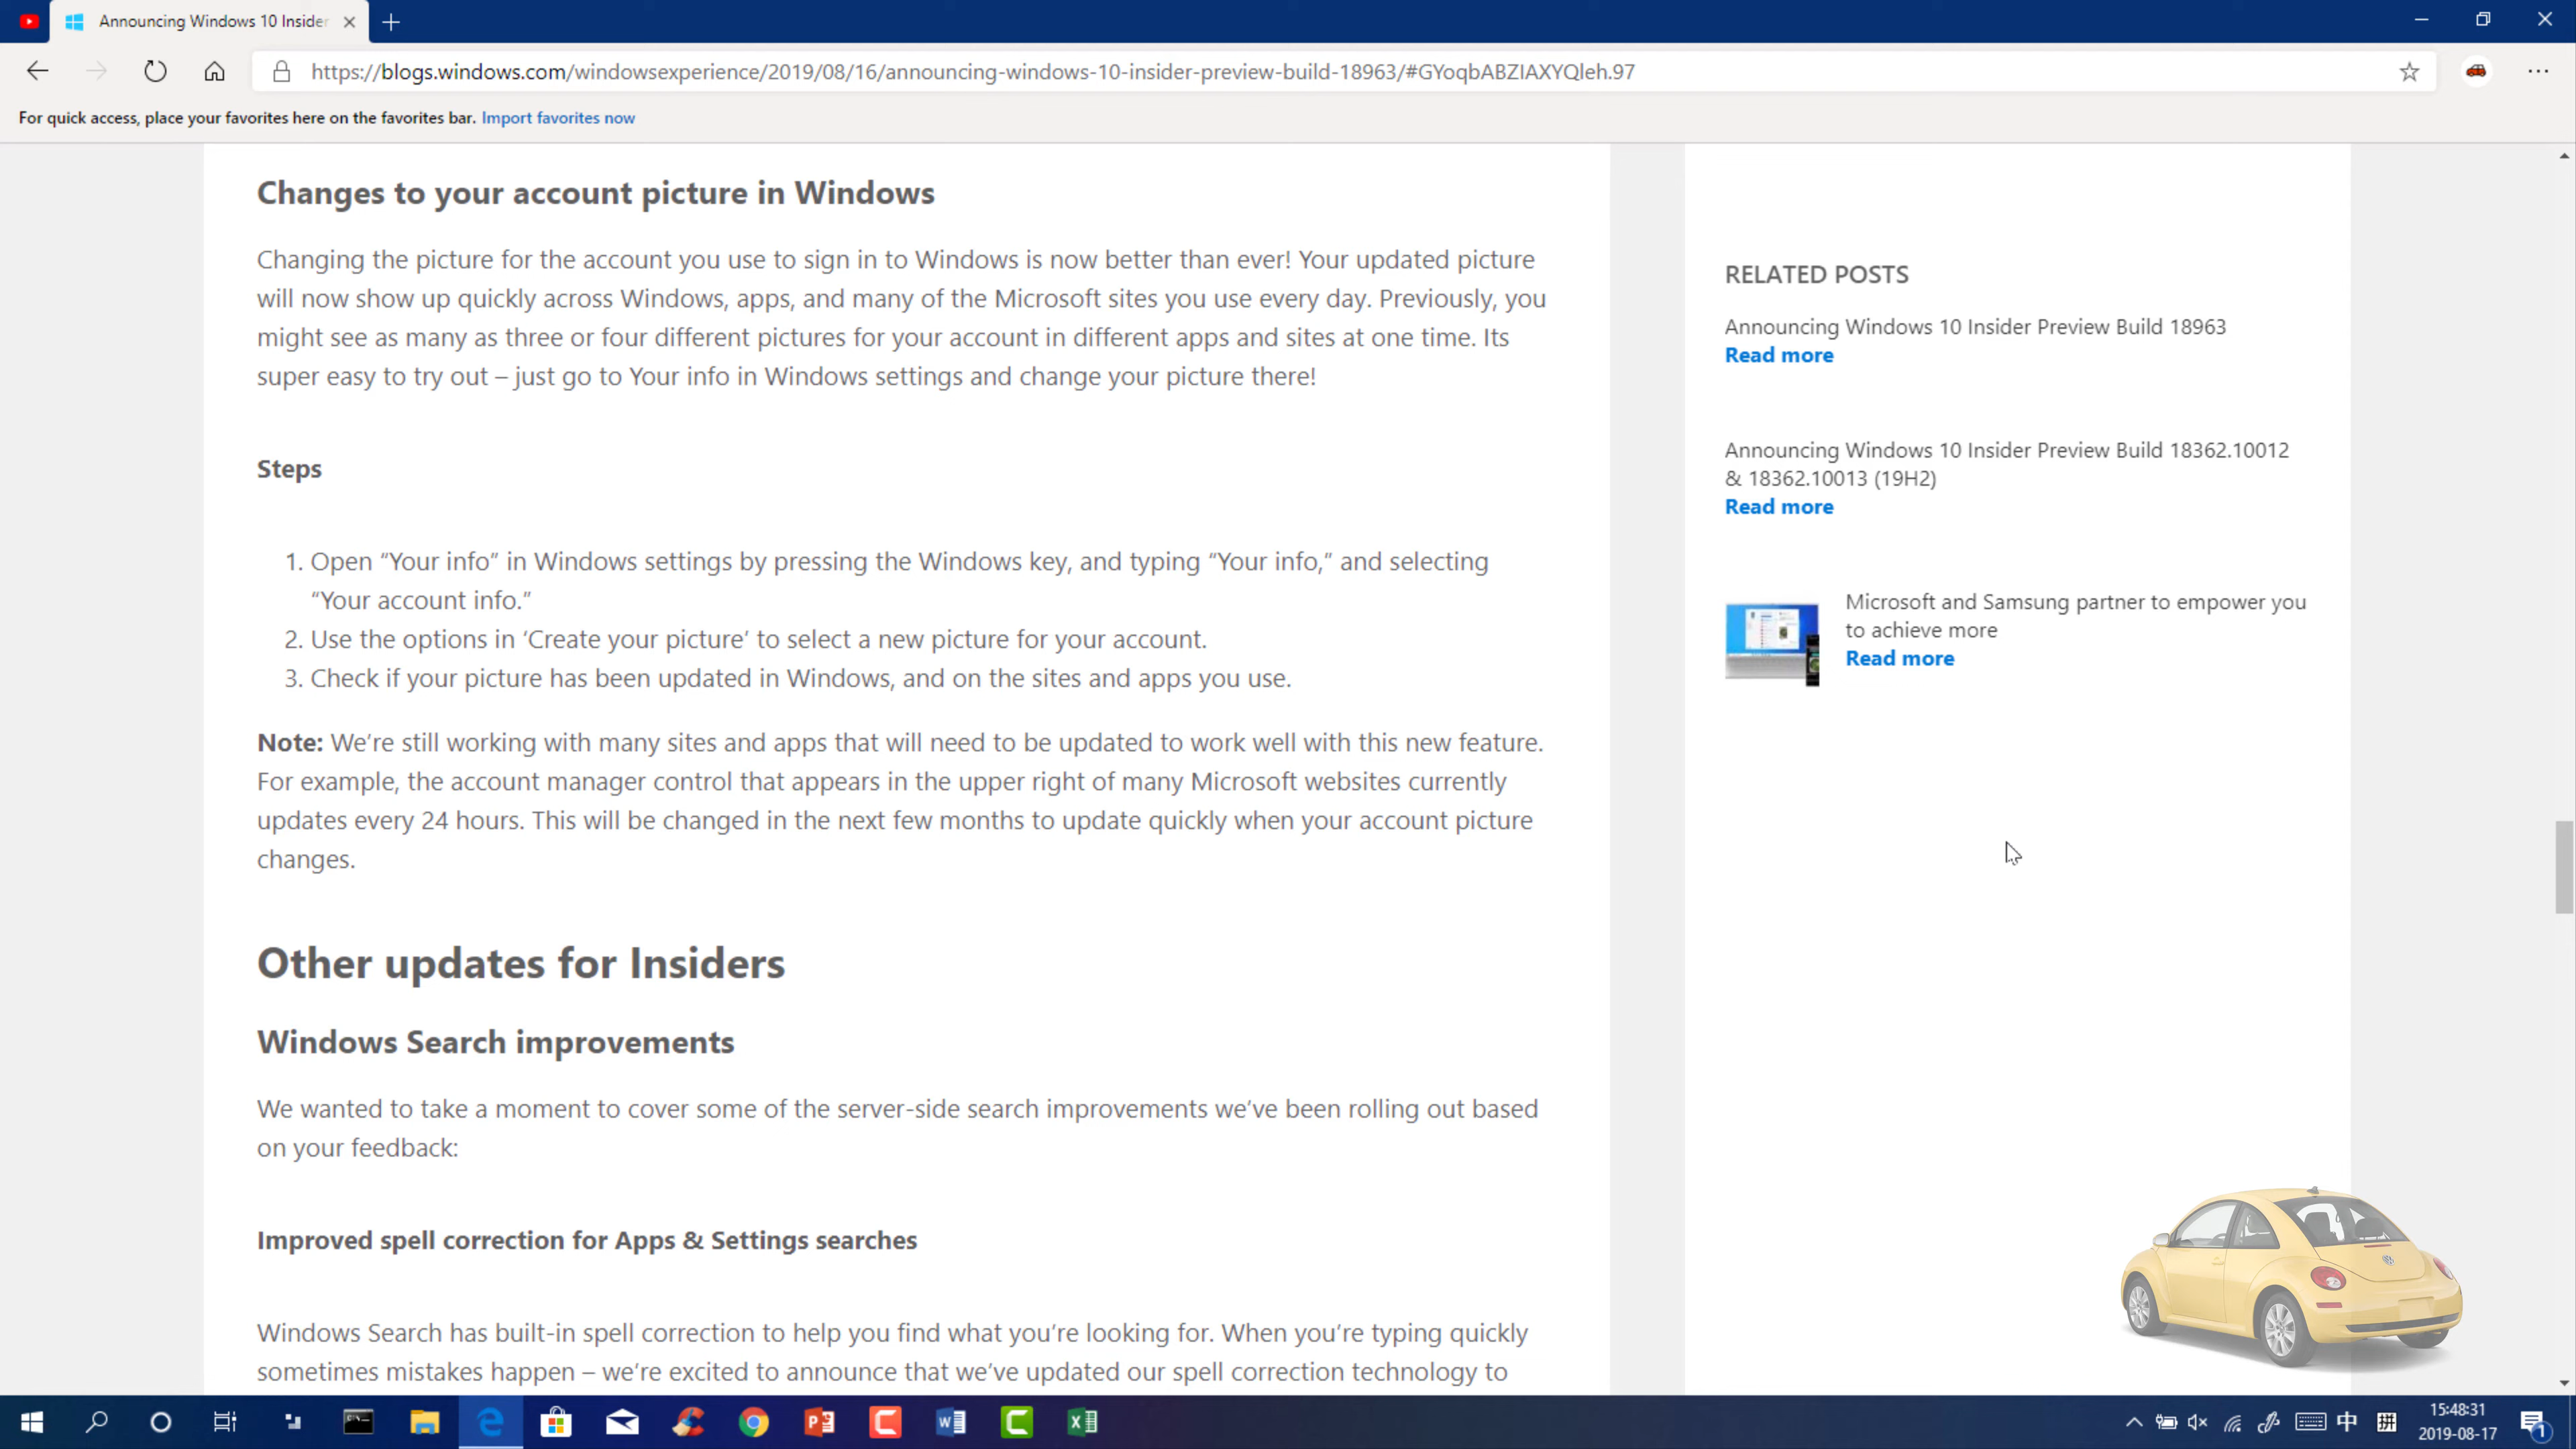 Announcing Windows 10 Insider
https://blogs.windows.com/windowsexperience/2019/08/16/announcing-windows-10-insider-preview-build-18963/#GYoqbABZIAXYQleh.97
For quick access, place your favorites here on the favorites bar. Import favorites now
Changes to your account picture in Windows
Changing the picture for the account you use to sign in to Windows is now better than ever! Your updated picture
will now show up quickly across Windows, apps, and many of the Microsoft sites you use every day. Previously, you
might see as many as three or four different pictures for your account in different apps and sites at one time. Its
super easy to try out – just go to Your info in Windows settings and change your picture there!
Steps
1. Open “Your info” in Windows settings by pressing the Windows key, and typing “Your info,” and selecting
“Your account info.”
2. Use the options in ‘Create your picture’ to select a new picture for your account.
3. Check if your picture has been updated in Windows, and on the sites and apps you use.
Note: We’re still working with many sites and apps that will need to be updated to work well with this new feature.
For example, the account manager control that appears in the upper right of many Microsoft websites currently
updates every 24 hours. This will be changed in the next few months to update quickly when your account picture
changes.
Other updates for Insiders
Windows Search improvements
We wanted to take a moment to cover some of the server-side search improvements we’ve been rolling out based
on your feedback:
Improved spell correction for Apps & Settings searches
Windows Search has built-in spell correction to help you find what you’re looking for. When you’re typing quickly
sometimes mistakes happen – we’re excited to announce that we’ve updated our spell correction technology to
RELATED POSTS
Announcing Windows 10 Insider Preview Build 18963
Read more
Announcing Windows 10 Insider Preview Build 18362.10012
& 18362.10013 (19H2)
Read more
Microsoft and Samsung partner to empower you
to achieve more
Read more
中
拼
15:48:31
2019-08-17
1